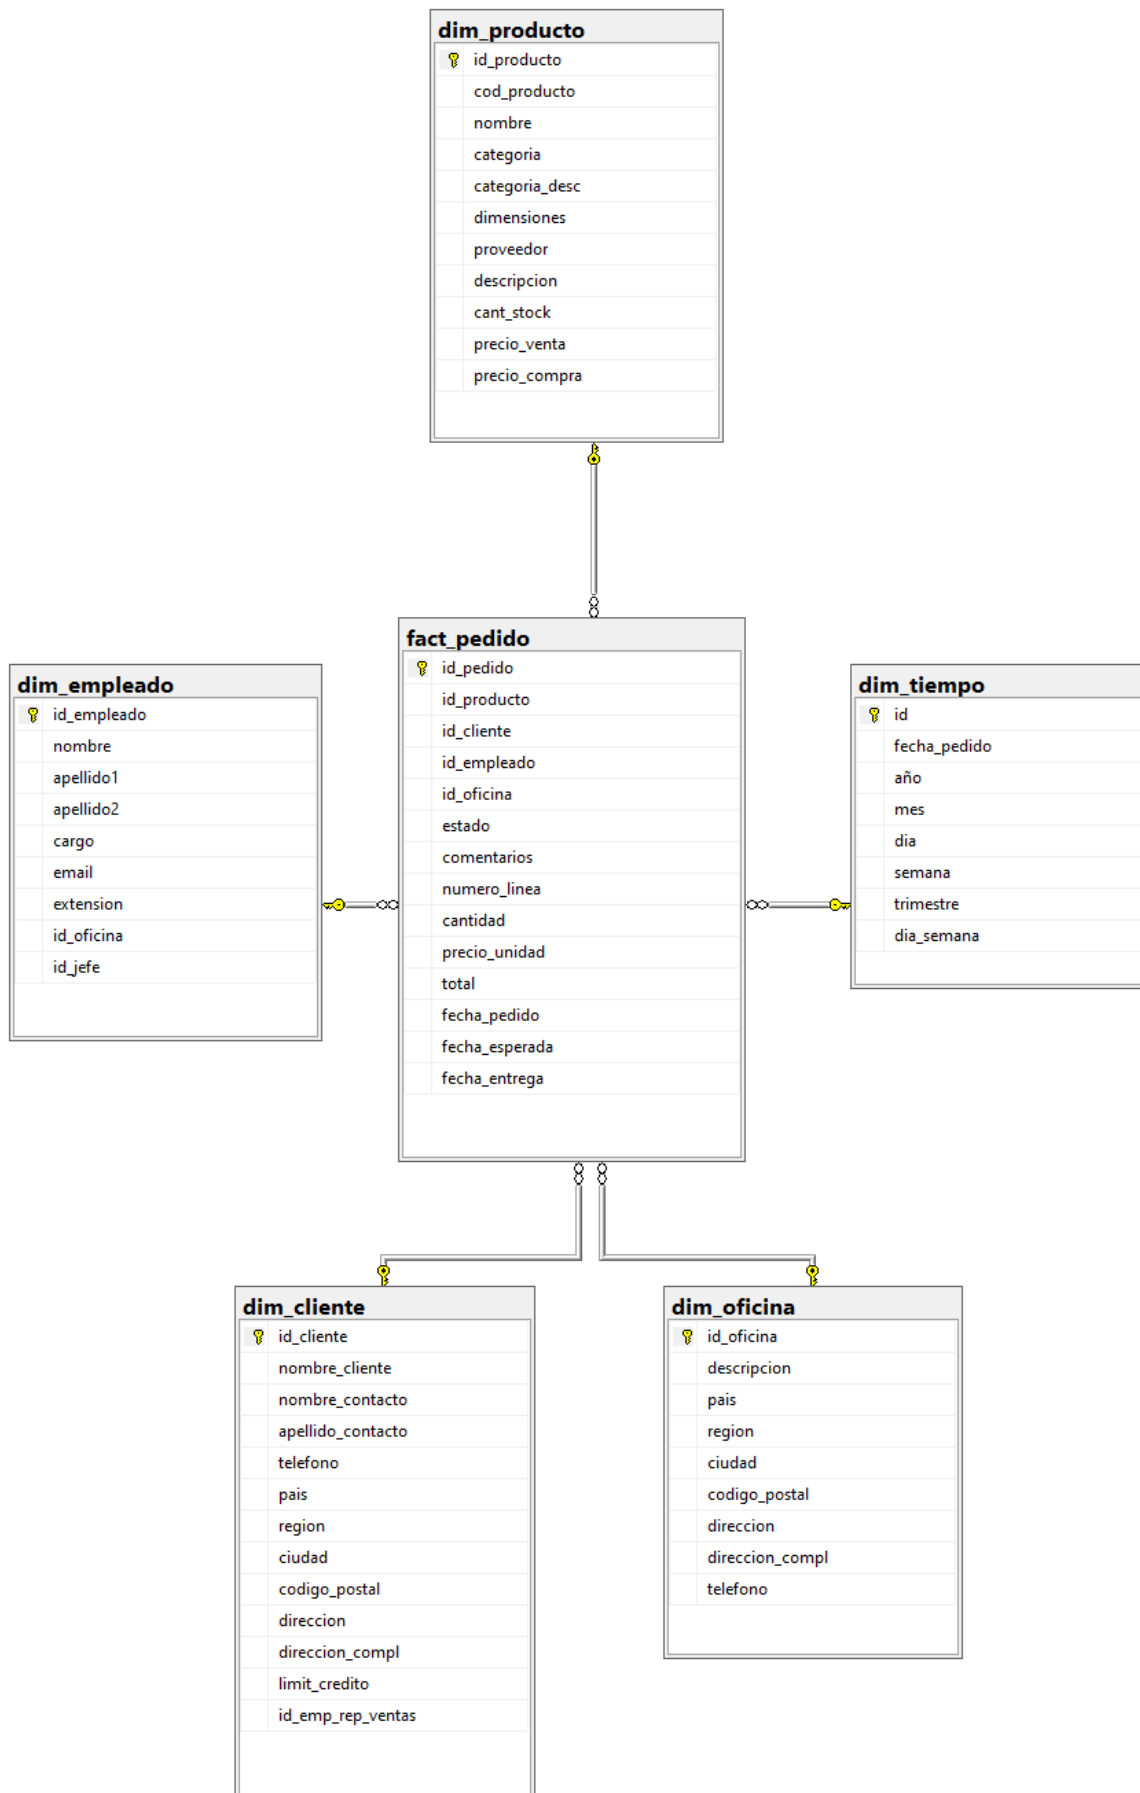 dim_producto
id_producto
cod_producto
nombre
categoria
categoria_desc
dimensiones
proveedor
descripcion
cant_stock
precio_venta
precio_compra
fact_pedido
id_pedido
id_producto
id_cliente
id_empleado
id_oficina
estado
comentarios
numero_linea
cantidad
precio_unidad
total
fecha_pedido
fecha_esperada
fecha_entrega
dim_empleado
id_empleado
nombre
apellido1
apellido2
cargo
email
extension
id_oficina
id_jefe
dim_tiempo
id
fecha_pedido
año
mes
dia
semana
trimestre
dia_semana
dim_cliente
id_cliente
nombre_cliente
nombre_contacto
apellido_contacto
telefono
pais
region
ciudad
codigo_postal
direccion
direccion_compl
limit_credito
id_emp_rep_ventas
dim_oficina
id_oficina
descripcion
pais
region
ciudad
codigo_postal
direccion
direccion_compl
telefono